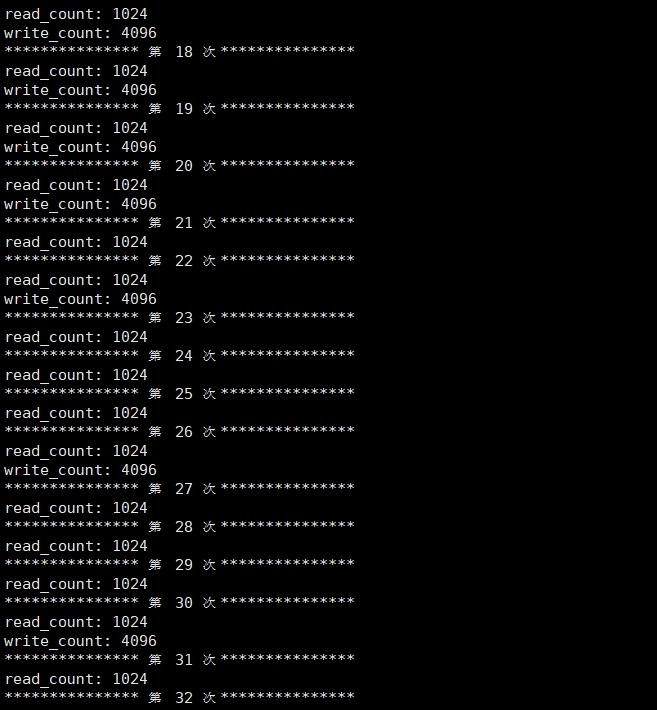 read_count: 1024
write_count: 4096
*************** 第 18 次***************
read_count: 1024
write_count: 4096
*************** 第 19 次***************
read_count: 1024
write_count: 4096
*************** 第 20 次***************
read_count: 1024
write_count: 4096
*************** 第 21 次***************
read_count: 1024
*************** 第 22 次***************
read_count: 1024
write_count: 4096
*************** 第 23 次***************
read_count: 1024
*************** 第 24 次***************
read_count: 1024
*************** 第 25 次***************
read_count: 1024
*************** 第 26 次***************
read_count: 1024
write_count: 4096
*************** 第 27 次***************
read_count: 1024
*************** 第 28 次***************
read_count: 1024
*************** 第 29 次***************
read_count: 1024
*************** 第 30 次***************
read_count: 1024
write_count: 4096
*************** 第 31 次***************
read_count: 1024
*************** 第 32 次***************